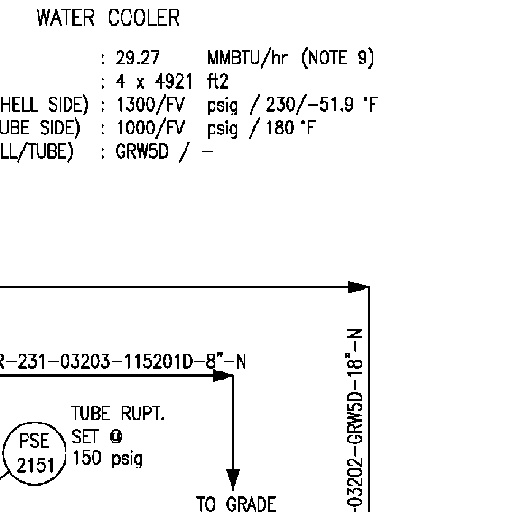 WATER COOLER
: 29.27 MMBTU/hr (NOTE 9)
: 4 x 4921 ft2
HELL SIDE) : 1300/FV psig / 230/-51.9 °F
UBE SIDE) : 1000/FV psig / 180 °F
LL/TUBE) : GRW5D / -
R-231-03203-115201D-8"-N
-03202-GRW5D-18"-N
TUBE RUPT.
SET @
150 psig
PSE
2151
TO GRADE